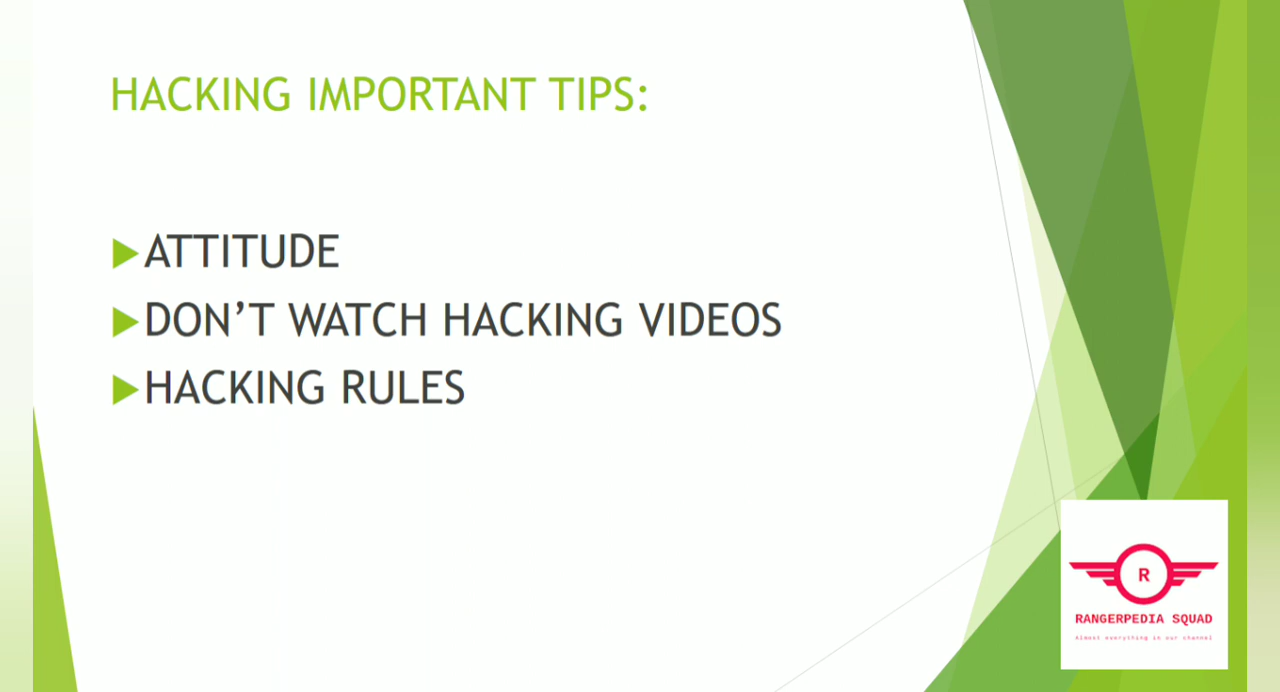 HACKING IMPORTANT TIPS:
ATTITUDE
DON’T WATCH HACKING VIDEOS
HACKING RULES
R
RANGERPEDIA SQUAD
Almost everything in our channel